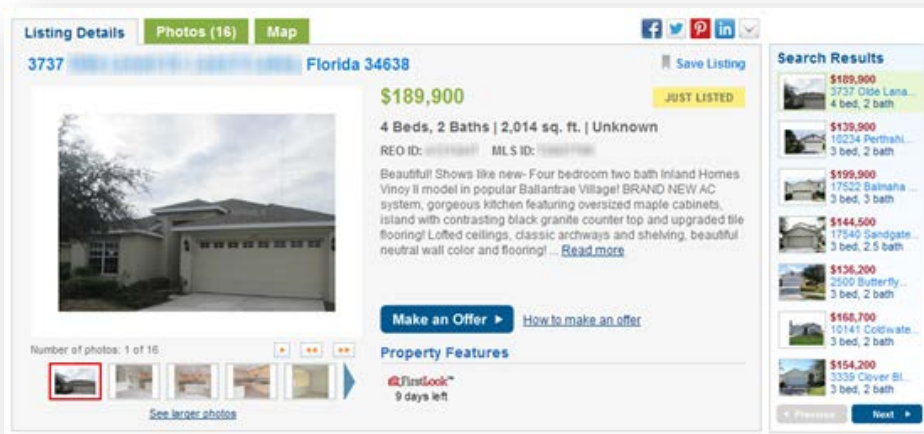 Listing Details
Photos (16)
Map
3737
Florida 34638
Save Listing
$189,900
JUST LISTED
4 Beds, 2 Baths | 2,014 sq. ft. | Unknown
REO ID:
MLS ID:
Beautiful! Shows like new- Four bedroom two bath Inland Homes
Vinoy II model in popular Ballantrae Village! BRAND NEW AC
system, gorgeous kitchen featuring oversized maple cabinets,
island with contrasting black granite counter top and upgraded tile
flooring! Lofted ceilings, classic archways and shelving, beautiful
neutral wall color and flooring! ... Read more
Make an Offer
How to make an offer
Number of photos: 1 of 16
See larger photos
Property Features
FirstLook™
9 days left
Search Results
$189,900
3737 Olde Lana...
4 bed, 2 bath
$139,900
16234 Perthshi...
3 bed, 2 bath
$199,900
17522 Balmaha...
3 bed, 3 bath
$144,500
17540 Sandgate...
3 bed, 2.5 bath
$136,200
2500 Butterfly...
3 bed, 2 bath
$168,700
10141 Coldwate...
3 bed, 2 bath
$154,200
3339 Clover Bl...
3 bed, 2 bath
Previous
Next